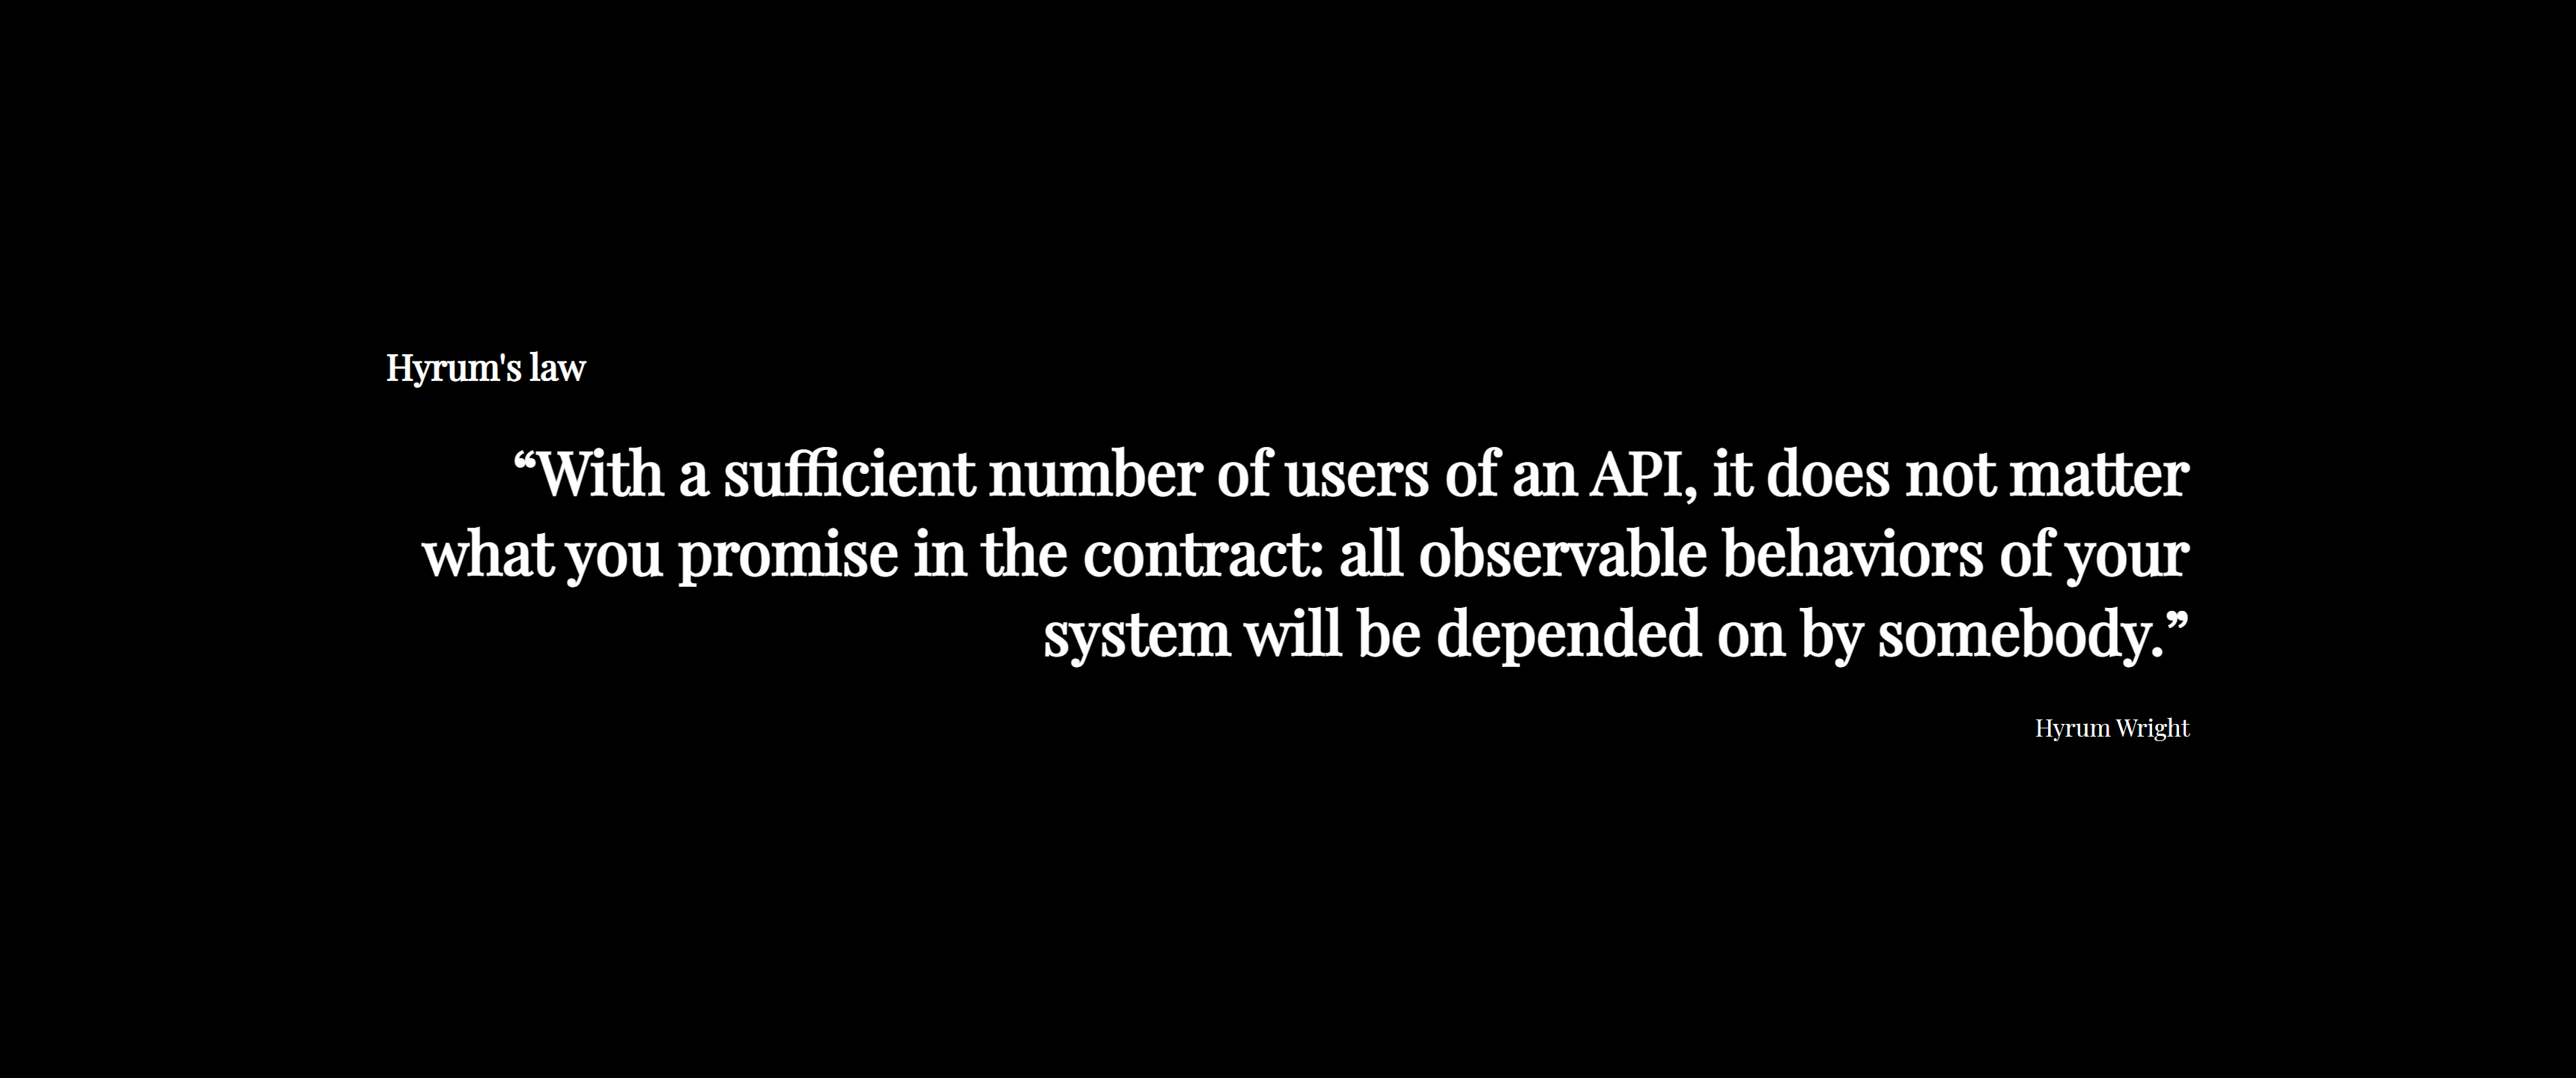 Hyrum's law
“With a sufficient number of users of an API, it does not matter
what you promise in the contract: all observable behaviors of your
system will be depended on by somebody.”
Hyrum Wright